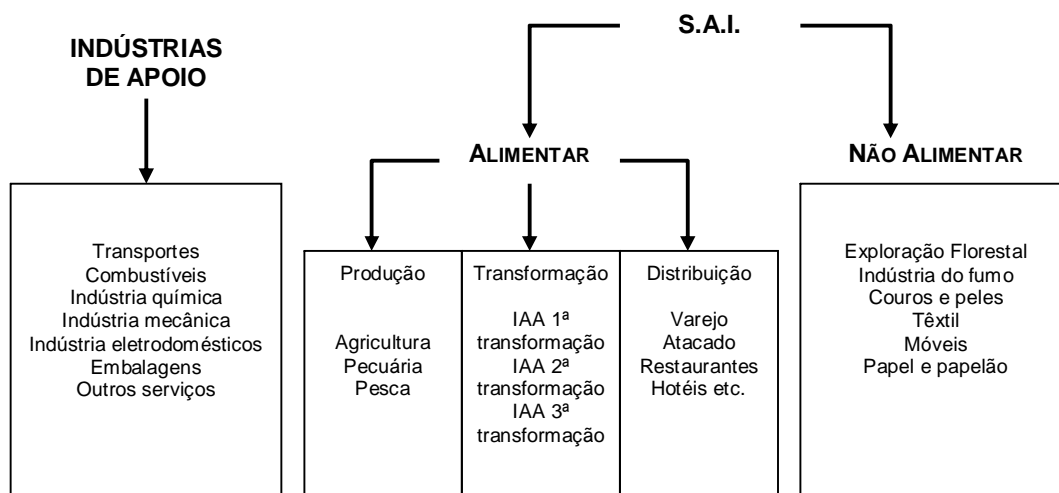 S.A.I.
INDÚSTRIAS
DE APOIO
ALIMENTAR
NÃO ALIMENTAR
Transportes
Combustíveis
Indústria química
Indústria mecânica
Indústria eletrodomésticos
Embalagens
Outros serviços
Produção
Agricultura
Pecuária
Pesca
Transformação
IAA 1ª
transformação
IAA 2ª
transformação
IAA 3ª
transformação
Distribuição
Varejo
Atacado
Restaurantes
Hotéis etc.
Exploração Florestal
Indústria do fumo
Couros e peles
Têxtil
Móveis
Papel e papelão